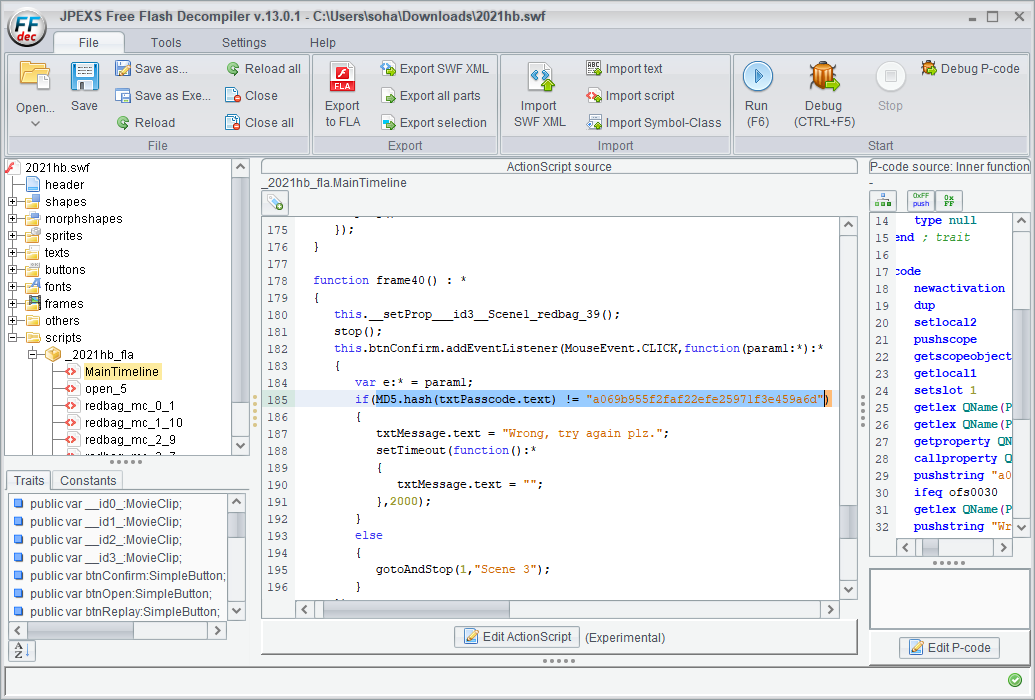 JPEXS Free Flash Decompiler v.13.0.1 - C:\Users\soha\Downloads\2021hb.swf
FF
dec
File Tools Settings Help
Open... Save Save as... Reload all
Save as Exe... Close
Reload Close all
File
Export to FLA
Export SWF XML
Export all parts
Export selection
Export
Import SWF XML
Import text
Import script
Import Symbol-Class
Import
Run (F6)
Debug (CTRL+F5)
Stop
Debug P-code
Start
2021hb.swf
header
shapes
morphshapes
sprites
texts
buttons
fonts
frames
others
scripts
_2021hb_fla
MainTimeline
open_5
redbag_mc_0_1
redbag_mc_1_10
redbag_mc_2_9
Traits Constants
public var __id0_:MovieClip;
public var __id1_:MovieClip;
public var __id2_:MovieClip;
public var __id3_:MovieClip;
public var btnConfirm:SimpleButton;
public var btnOpen:SimpleButton;
public var btnReplay:SimpleButton;
ActionScript source
_2021hb_fla.MainTimeline
175 });
176 }
177
178 function frame40() : *
179 {
180 this.__setProp___id3__Scene1_redbag_39();
181 stop();
182 this.btnConfirm.addEventListener(MouseEvent.CLICK,function(param1:*):*
183 {
184 var e:* = param1;
185 if(MD5.hash(txtPasscode.text) != "a069b955f2faf22efe25971f3e459a6d")
186 {
187 txtMessage.text = "Wrong, try again plz.";
188 setTimeout(function():*
189 {
190 txtMessage.text = "";
191 },2000);
192 }
193 else
194 {
195 gotoAndStop(1,"Scene 3");
196 }
Edit ActionScript (Experimental)
P-code source: Inner function
-
0xFF push
0x FF
14 type null
15 end ; trait
16
17 code
18 newactivation
19 dup
20 setlocal2
21 pushscope
22 getscopeobject
23 getlocal1
24 setslot 1
25 getlex QName(P
26 getlex QName(P
27 getproperty QN
28 callproperty Q
29 pushstring "a0
30 ifeq ofs0030
31 getlex QName(P
32 pushstring "Wr
Edit P-code